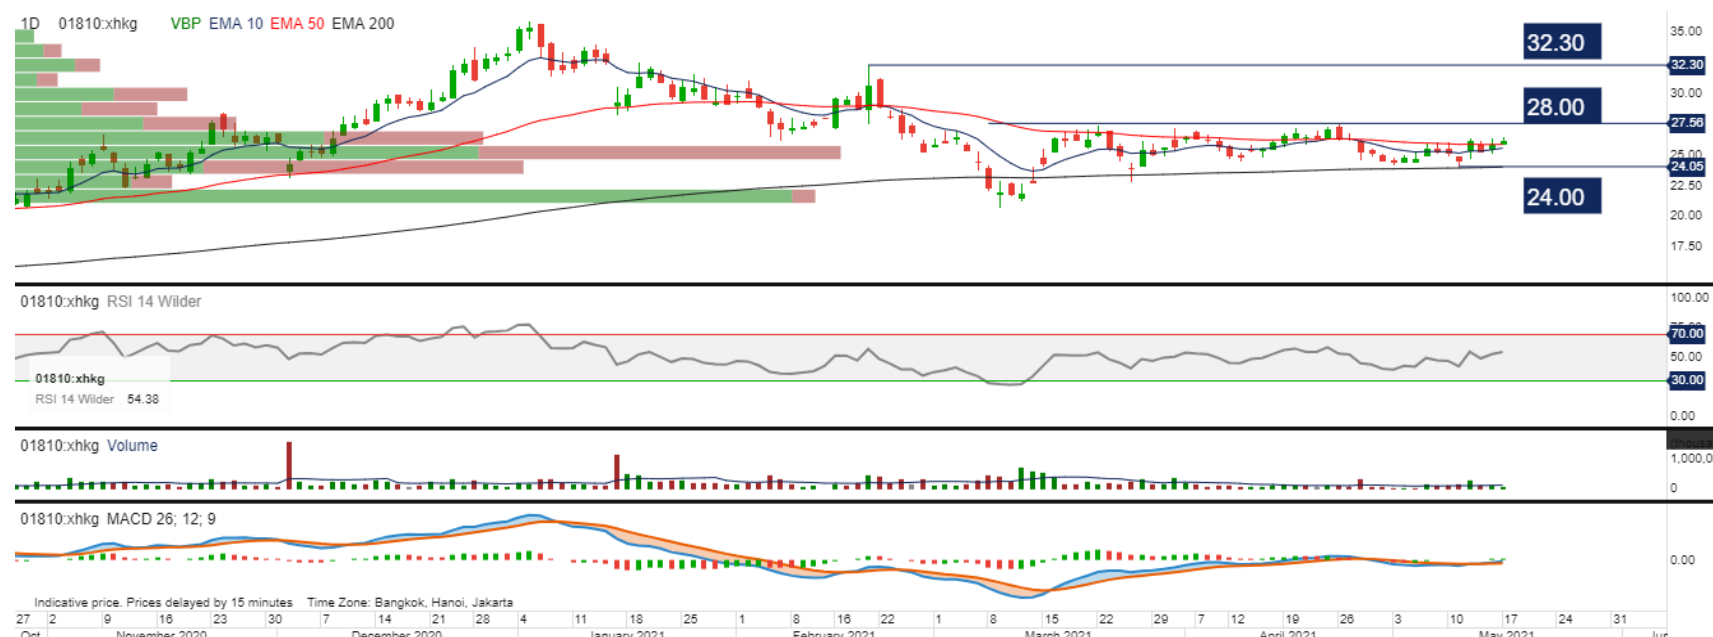 1D 01810:xhkg VBP EMA 10 EMA 50 EMA 200
35.00
32.30
32.30
30.00
28.00
27.56
25.00
24.05
24.00
22.50
20.00
17.50
01810:xhkg RSI 14 Wilder
100.00
70.00
50.00
01810:xhkg
30.00
RSI 14 Wilder 54.38
0.00
01810:xhkg Volume
1,000,0
0
01810:xhkg MACD 26; 12; 9
0.00
Indicative price. Prices delayed by 15 minutes Time Zone: Bangkok, Hanoi, Jakarta
27 2 9 16 23 30 7 14 21 28 4 11 18 25 1 8 16 22 1 8 15 22 29 7 12 19 26 3 10 17 24 31
Oct November 2020 December 2020 January 2021 February 2021 March 2021 April 2021 May 2021